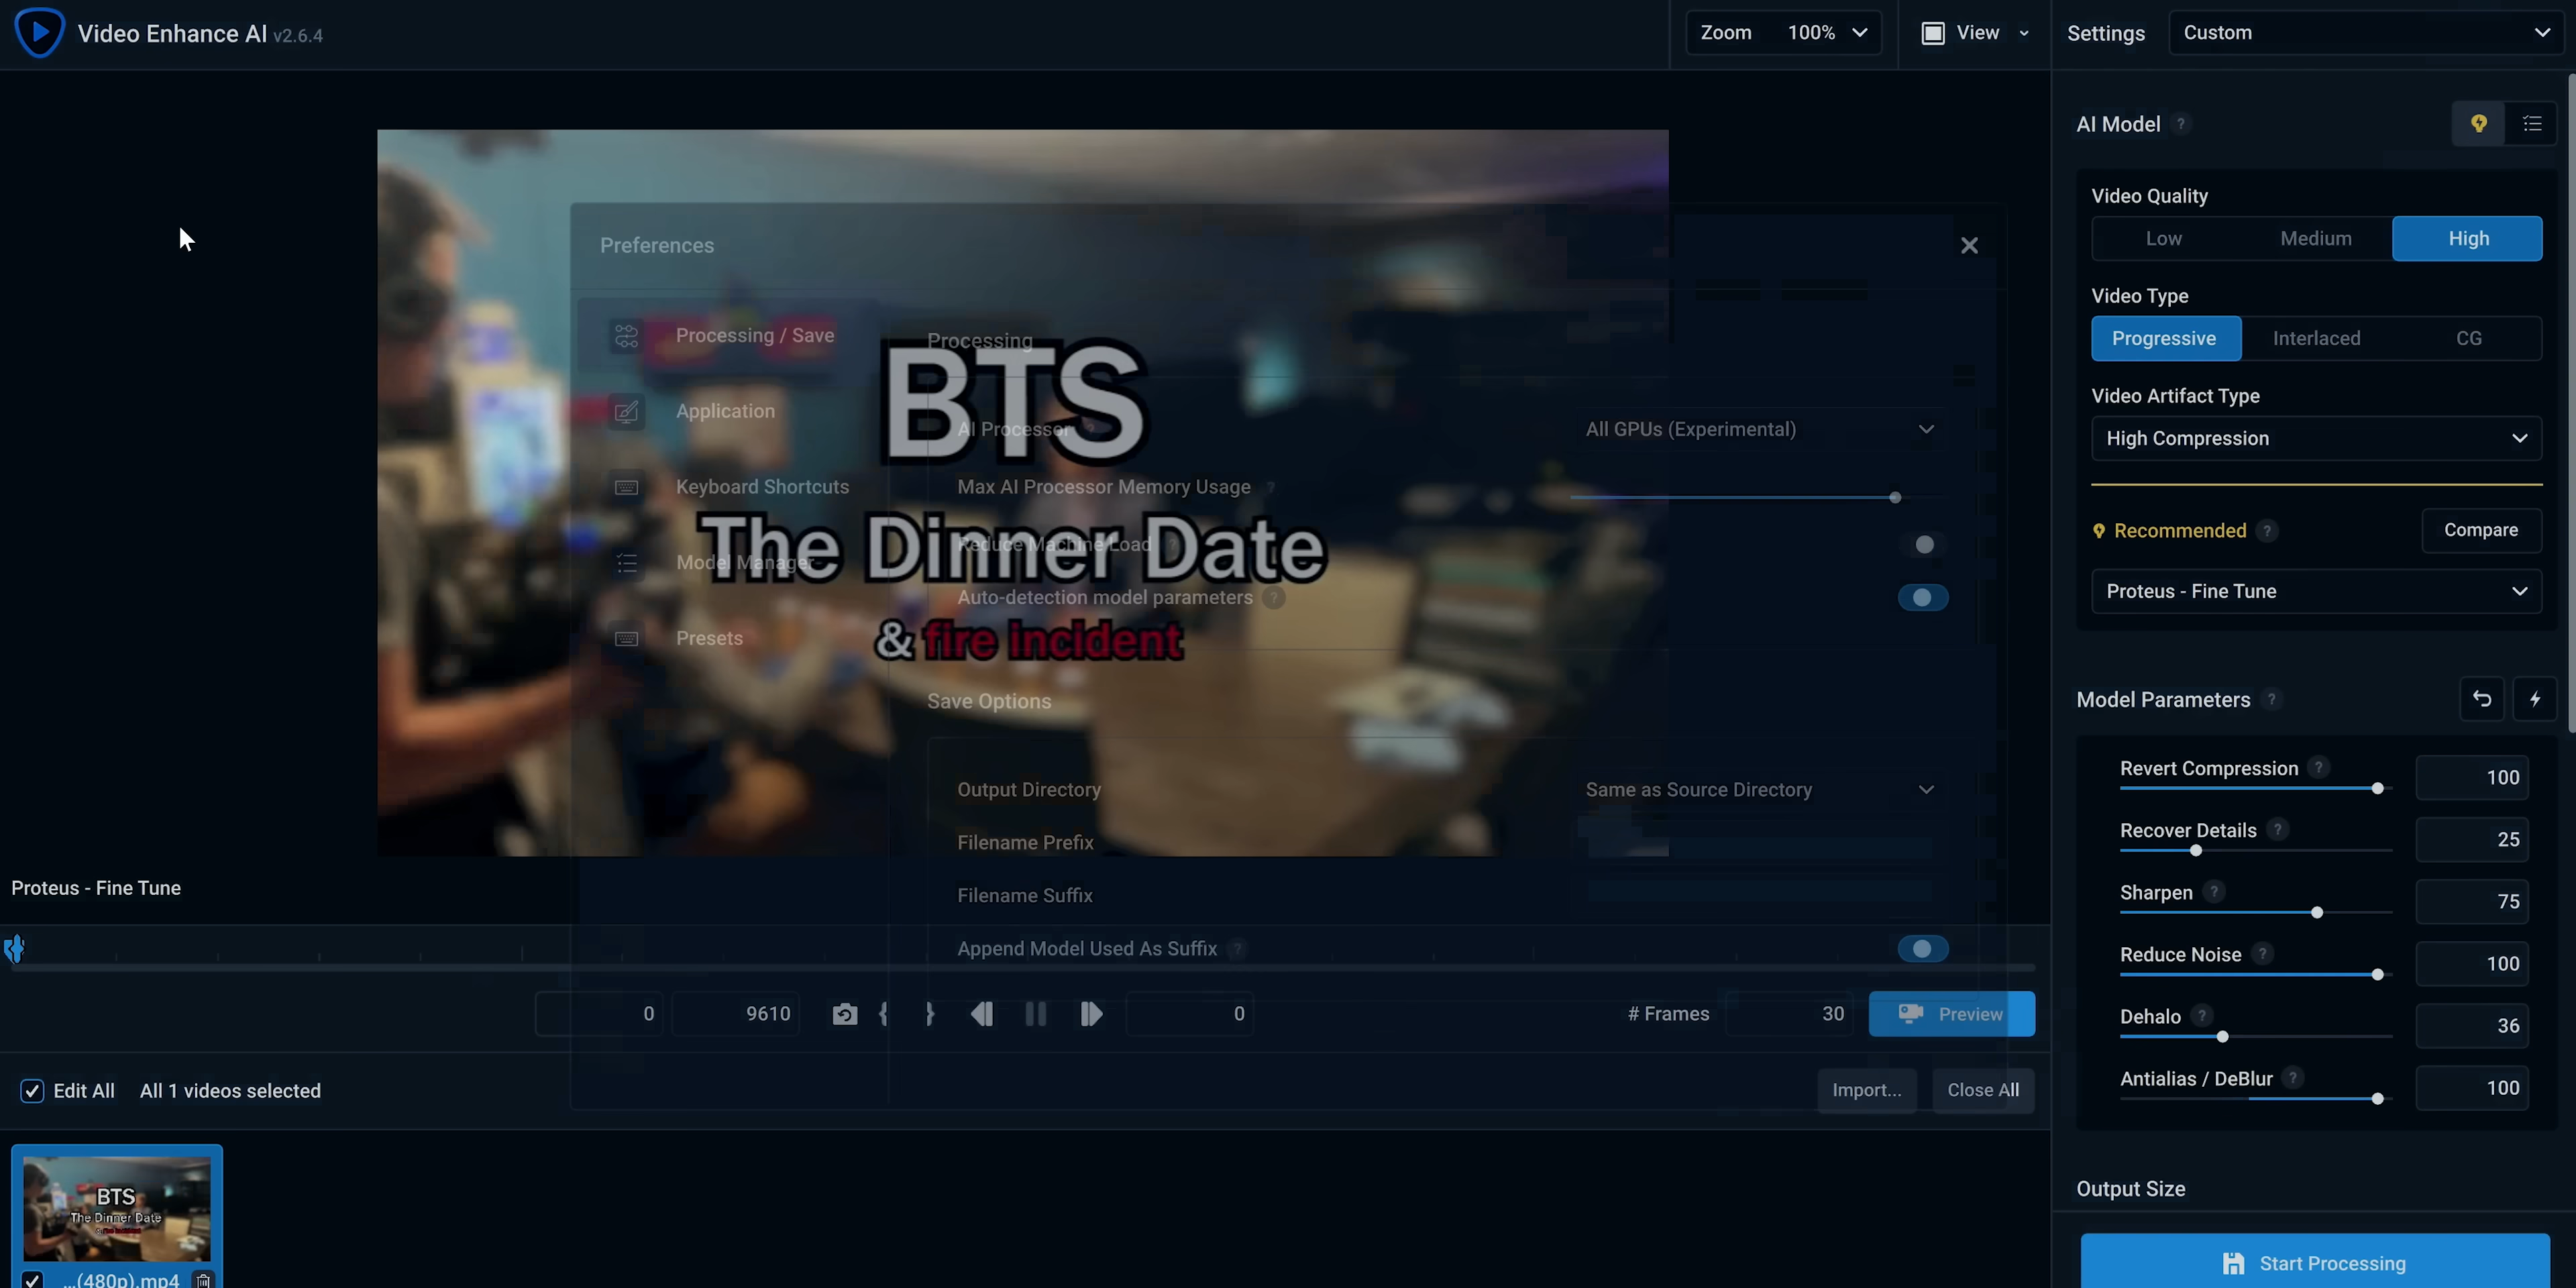 Video Enhance AI v2.6.4
Zoom 100%
View
Settings Custom
AI Model ?
Video Quality
Low Medium High
Video Type
Progressive Interlaced CG
Video Artifact Type
High Compression
Recommended ? Compare
Proteus - Fine Tune
Model Parameters ?
Revert Compression ? 100
Recover Details ? 25
Sharpen ? 75
Reduce Noise ? 100
Dehalo ? 36
Antialias / DeBlur ? 100
Output Size
Start Processing
Preferences
Processing / Save
Application
Keyboard Shortcuts
Model Manager
Presets
Processing
AI Processor ? All GPUs (Experimental)
Max AI Processor Memory Usage ?
Reduce Machine Load ?
Auto-detection model parameters ?
Save Options
Output Directory Same as Source Directory
Filename Prefix
Filename Suffix
Append Model Used As Suffix ?
BTS
The Dinner Date
& fire incident
Proteus - Fine Tune
0 9610 { } 0 # Frames 30 Preview
Edit All All 1 videos selected Import... Close All
BTS
The Dinner Date
& fire incident
...(480p).mp4